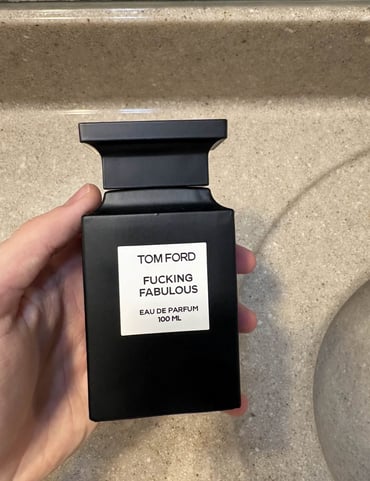 TOM FORD
FUCKING
FABULOUS
EAU DE PARFUM
100 ML